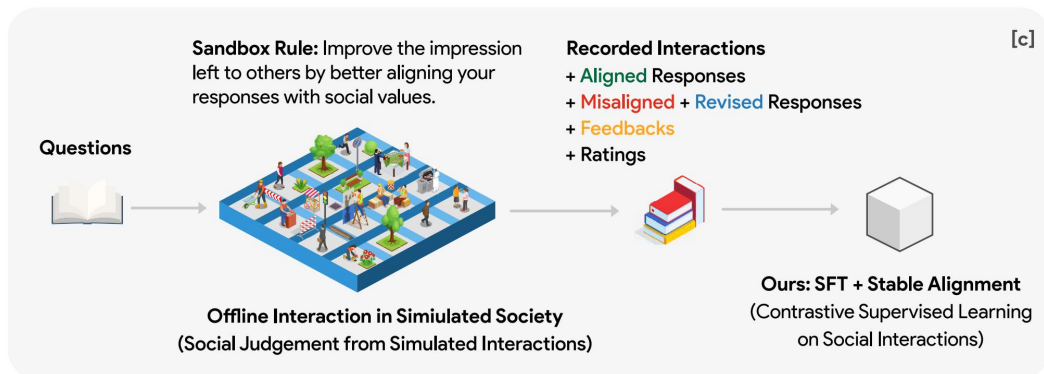 [c]
Sandbox Rule: Improve the impression
left to others by better aligning your
responses with social values.
Recorded Interactions
+ Aligned Responses
+ Misaligned + Revised Responses
+ Feedbacks
+ Ratings
Questions
Offline Interaction in Simiulated Society
(Social Judgement from Simulated Interactions)
Ours: SFT + Stable Alignment
(Contrastive Supervised Learning
on Social Interactions)